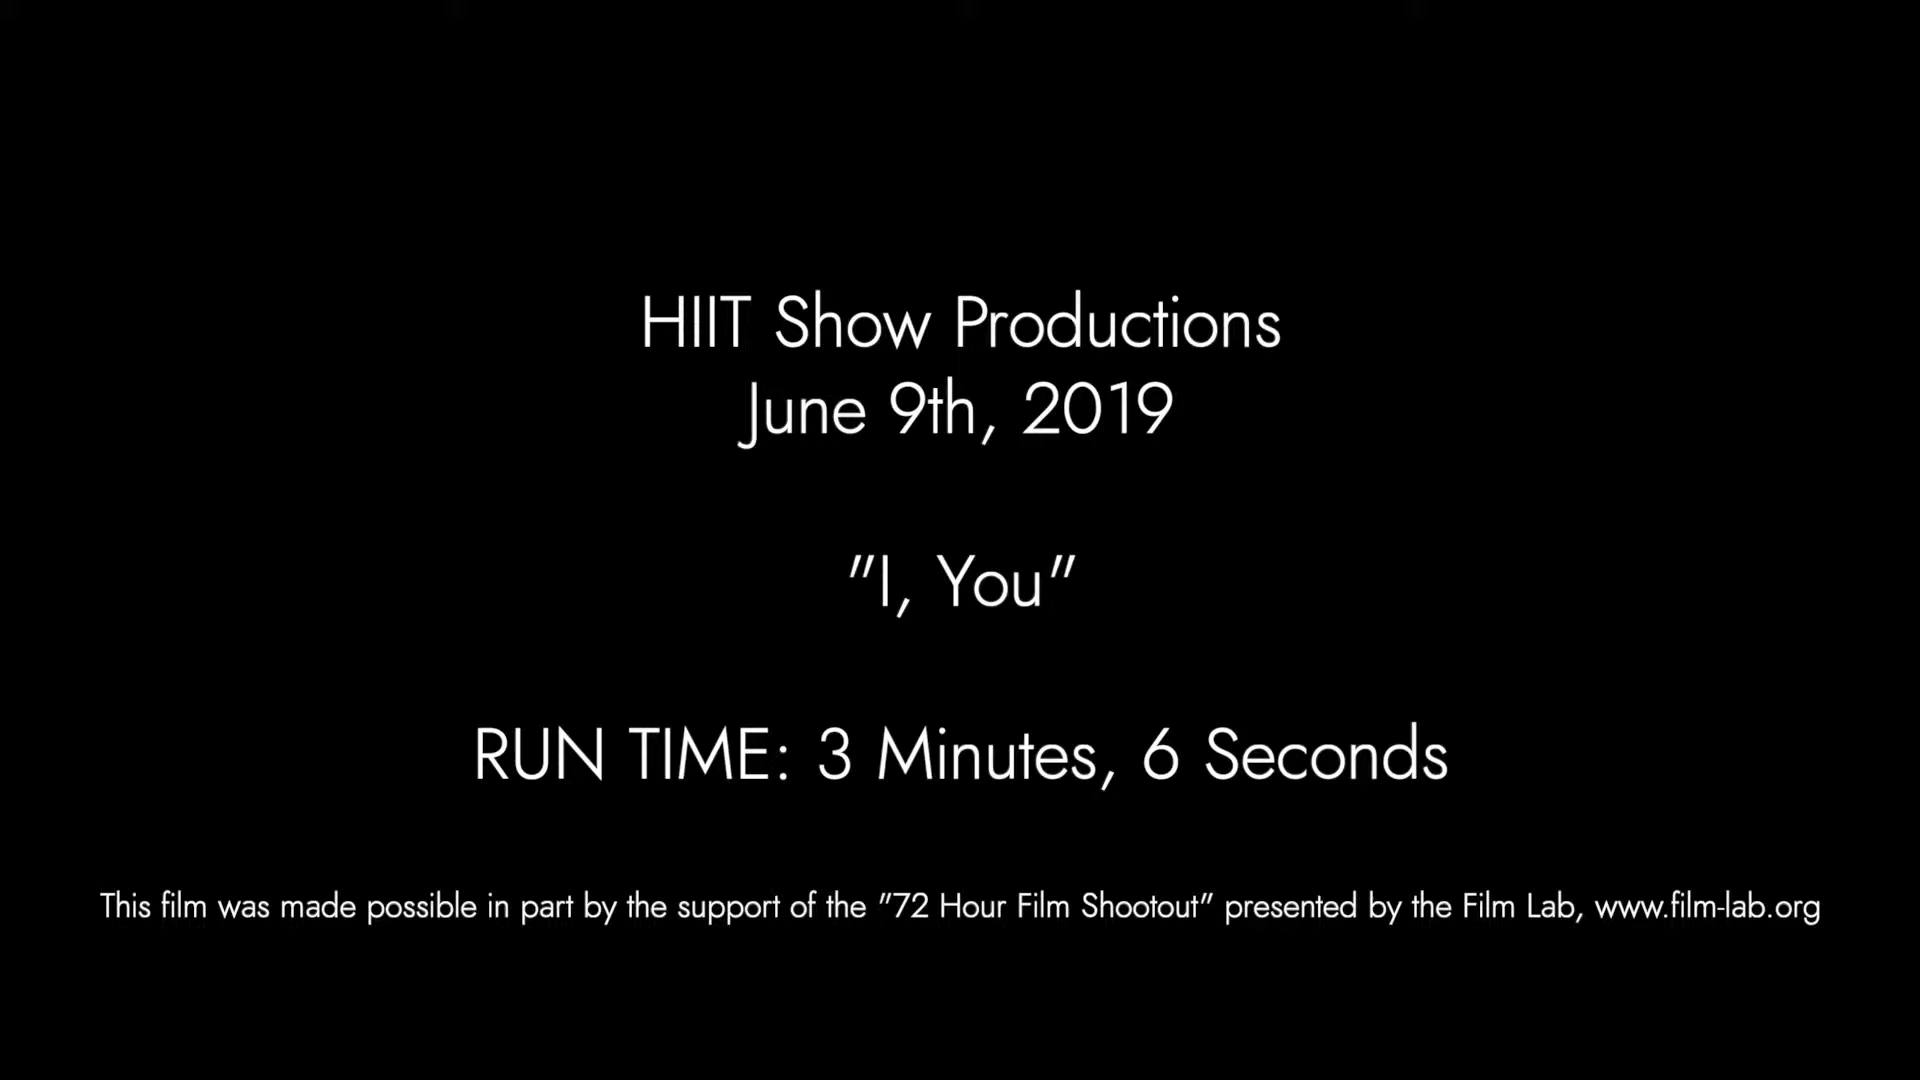 HIIT Show Productions
June 9th, 2019
"I, You"
RUN TIME: 3 Minutes, 6 Seconds
This film was made possible in part by the support of the "72 Hour Film Shootout" presented by the Film Lab, www.film-lab.org